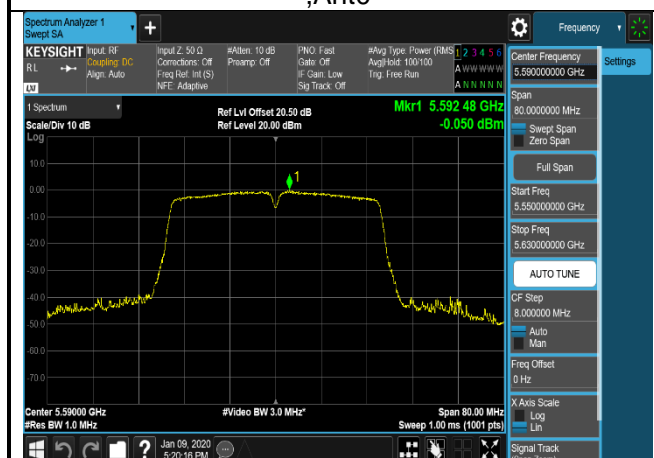 ,Ant0
Spectrum Analyzer 1
Swept SA
Frequency
KEYSIGHT
Input: RF
Coupling: DC
Align: Auto
Input Z: 50 Ω
Corrections: Off
Freq Ref: Int (S)
NFE: Adaptive
#Atten: 10 dB
Preamp: Off
PNO: Fast
Gate: Off
IF Gain: Low
Sig Track: Off
#Avg Type: Power (RMS
Avg|Hold: 100/100
Trig: Free Run
1 2 3 4 5 6
A W W W W W
A N N N N N
R L
LXI
1 Spectrum
Scale/Div 10 dB
Log
Ref Lvl Offset 20.50 dB
Ref Level 20.00 dBm
Mkr1 5.592 48 GHz
-0.050 dBm
1
10.0
0.00
-10.0
-20.0
-30.0
-40.0
-50.0
-60.0
-70.0
Center 5.59000 GHz
#Res BW 1.0 MHz
#Video BW 3.0 MHz*
Span 80.00 MHz
Sweep 1.00 ms (1001 pts)
?
Jan 09, 2020
5:20:16 PM
Center Frequency
5.590000000 GHz
Settings
Span
80.0000000 MHz
Swept Span
Zero Span
Full Span
Start Freq
5.550000000 GHz
Stop Freq
5.630000000 GHz
AUTO TUNE
CF Step
8.000000 MHz
Auto
Man
Freq Offset
0 Hz
X Axis Scale
Log
Lin
Signal Track